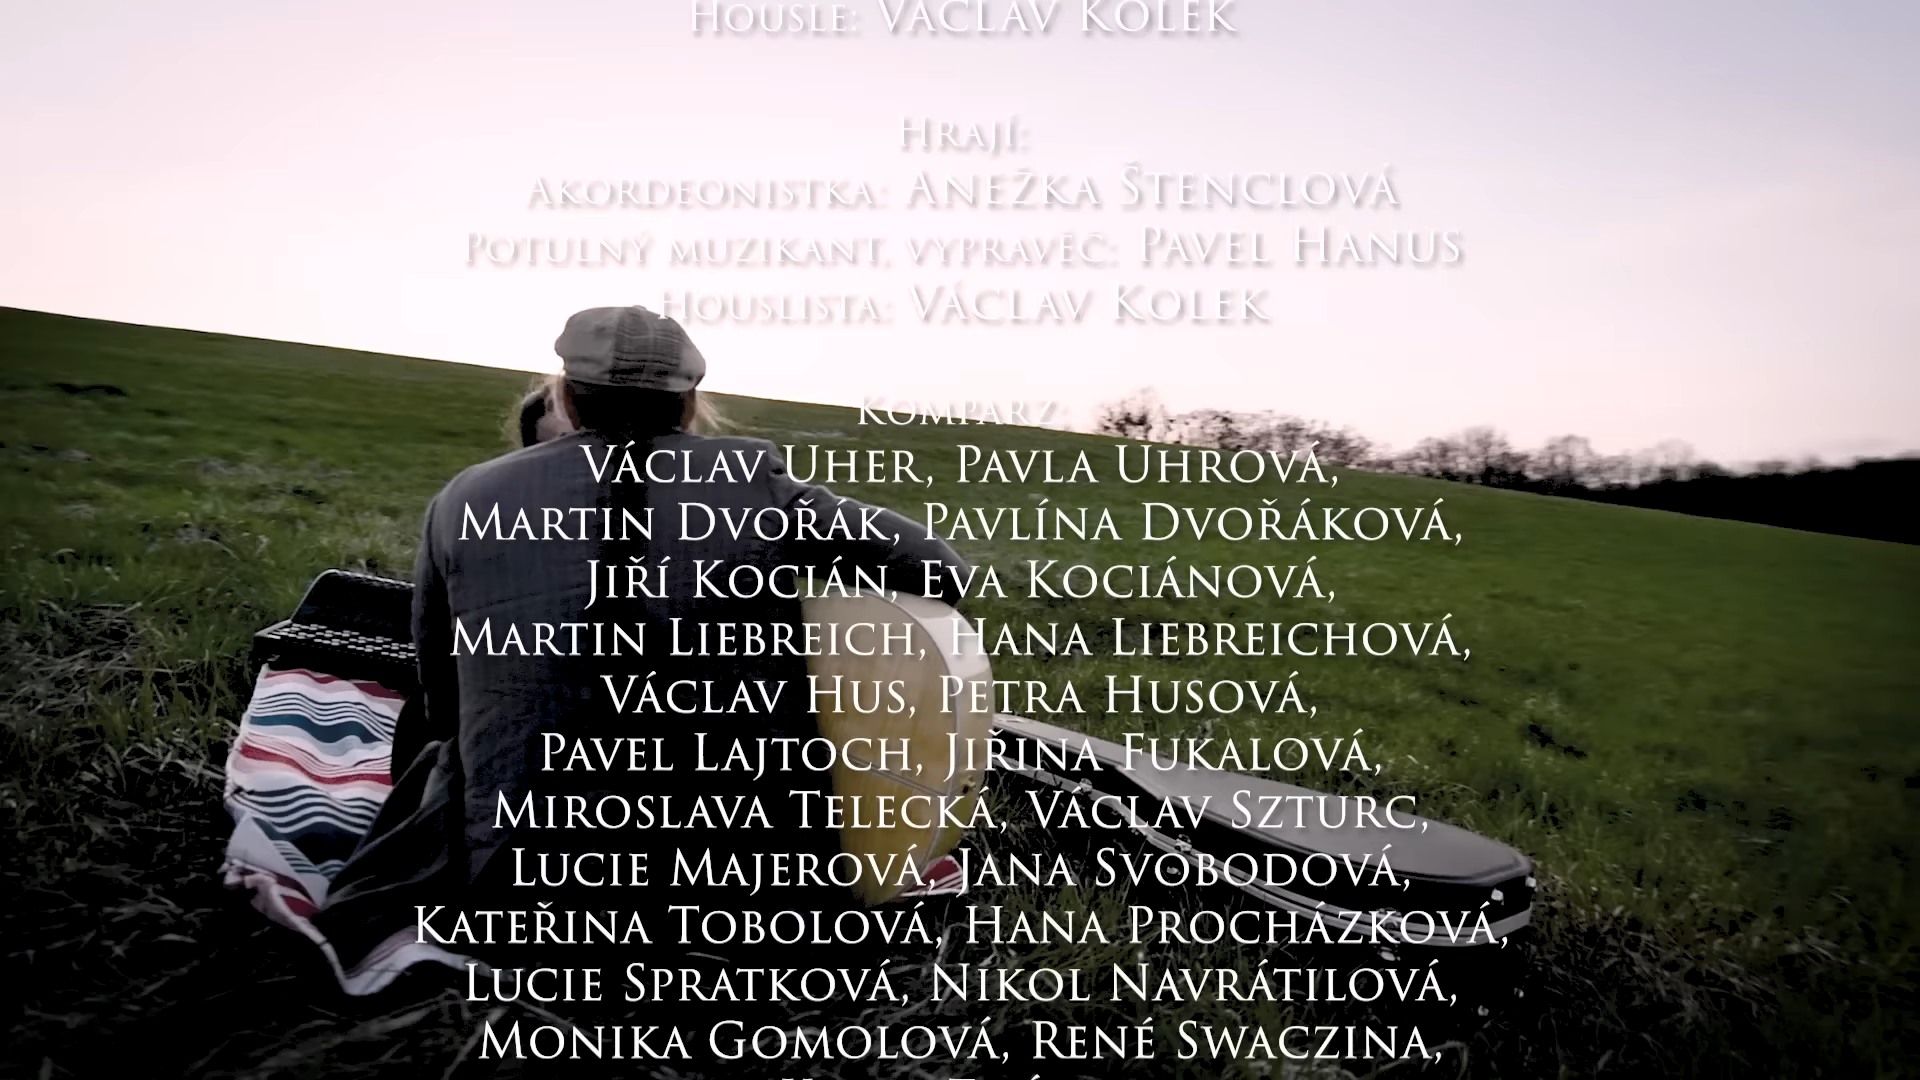 Housle: Václav Kolek
Hrají:
Akordeonistka: Anežka Štenclová
Potulný muzikant, vypravěč: Pavel Hanus
Houslista: Václav Kolek
Komparz:
Václav Uher, Pavla Uhrová,
Martin Dvořák, Pavlína Dvořáková,
Jiří Kocián, Eva Kociánová,
Martin Liebreich, Hana Liebreichová,
Václav Hus, Petra Husová,
Pavel Lajtoch, Jiřina Fukalová,
Miroslava Telecká, Václav Szturc,
Lucie Majerová, Jana Svobodová,
Kateřina Tobolová, Hana Procházková,
Lucie Spratková, Nikol Navrátilová,
Monika Gomolová, René Swaczina,